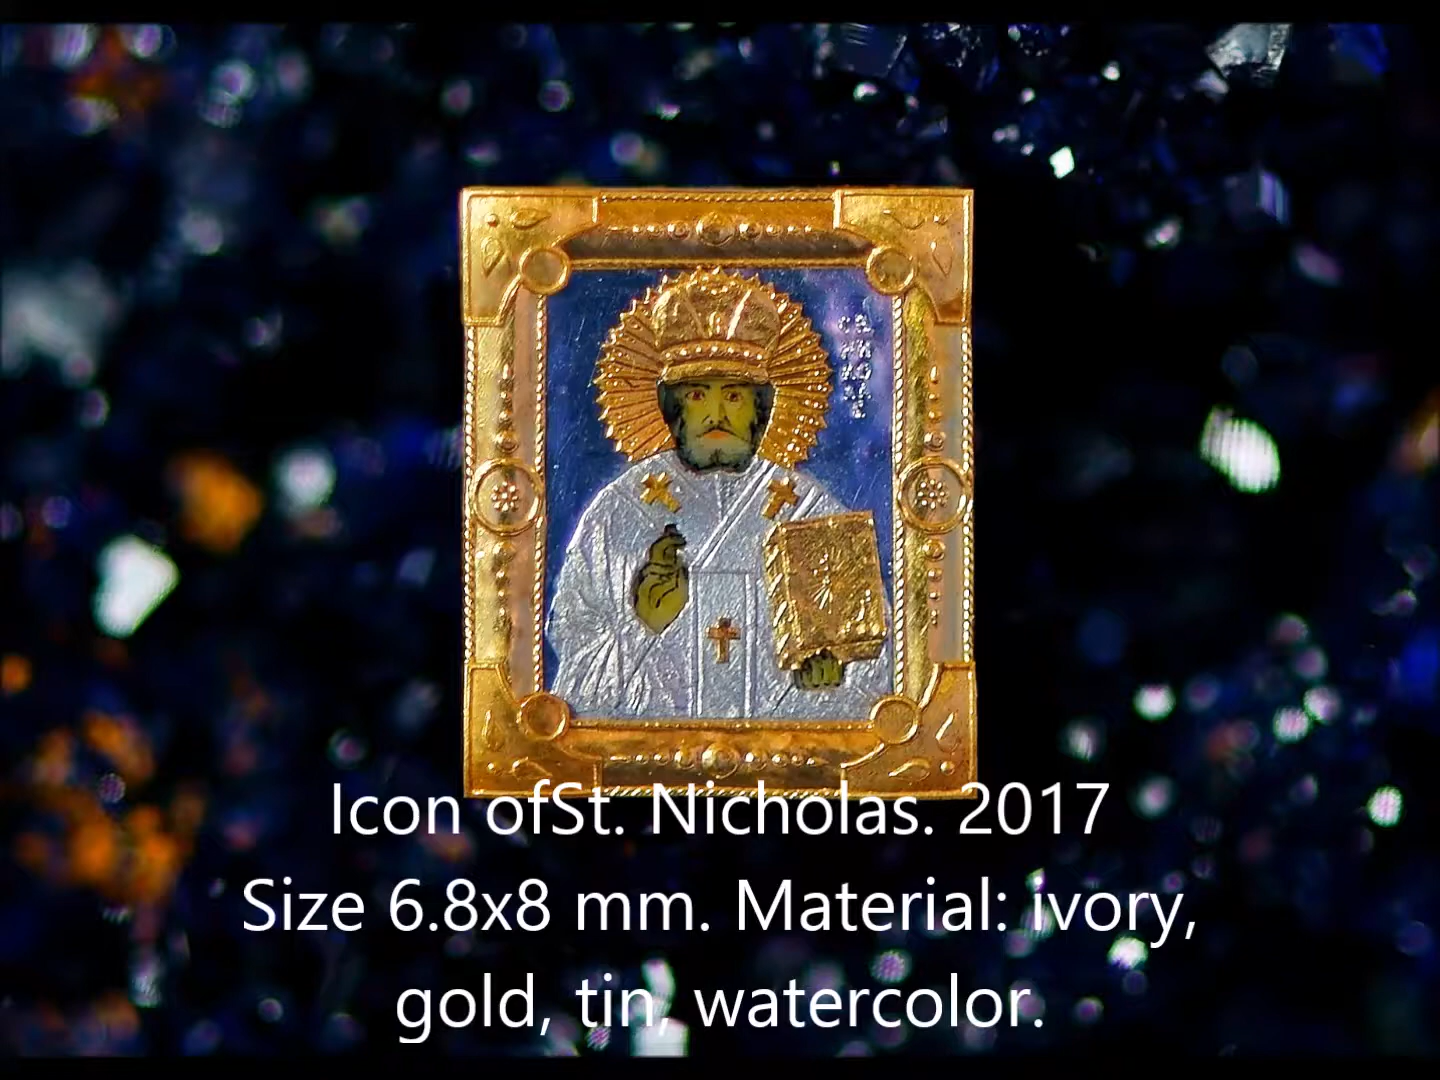 Icon ofSt. Nicholas. 2017
Size 6.8x8 mm. Material: ivory,
gold, tin, watercolor.